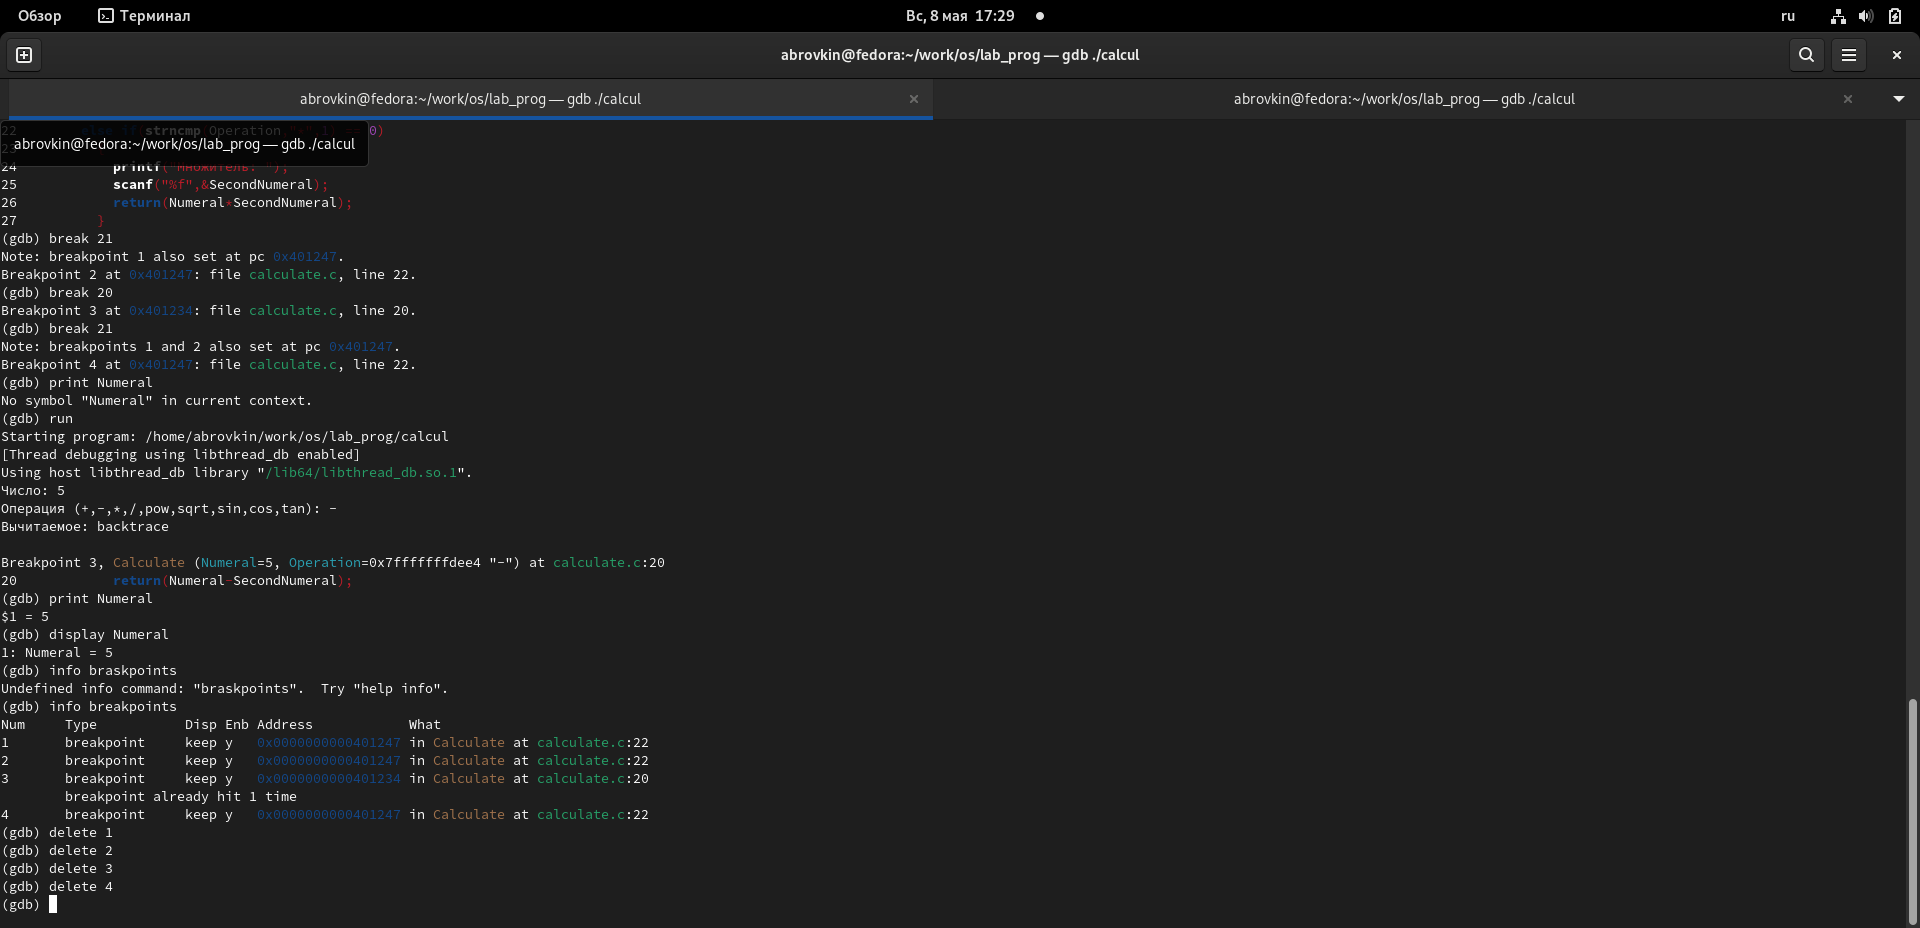 Обзор Терминал Вс, 8 мая 17:29 ru
abrovkin@fedora:~/work/os/lab_prog — gdb ./calcul
abrovkin@fedora:~/work/os/lab_prog — gdb ./calcul abrovkin@fedora:~/work/os/lab_prog — gdb ./calcul
22 else if(strncmp(Operation 0)
abrovkin@fedora:~/work/os/lab_prog — gdb ./calcul
24 printf("Множитель: ");
25 scanf("%f",&SecondNumeral);
26 return(Numeral*SecondNumeral);
27 }
(gdb) break 21
Note: breakpoint 1 also set at pc 0x401247.
Breakpoint 2 at 0x401247: file calculate.c, line 22.
(gdb) break 20
Breakpoint 3 at 0x401234: file calculate.c, line 20.
(gdb) break 21
Note: breakpoints 1 and 2 also set at pc 0x401247.
Breakpoint 4 at 0x401247: file calculate.c, line 22.
(gdb) print Numeral
No symbol "Numeral" in current context.
(gdb) run
Starting program: /home/abrovkin/work/os/lab_prog/calcul
[Thread debugging using libthread_db enabled]
Using host libthread_db library "/lib64/libthread_db.so.1".
Число: 5
Операция (+,-,*,/,pow,sqrt,sin,cos,tan): -
Вычитаемое: backtrace
Breakpoint 3, Calculate (Numeral=5, Operation=0x7fffffffdee4 "-") at calculate.c:20
20 return(Numeral-SecondNumeral);
(gdb) print Numeral
$1 = 5
(gdb) display Numeral
1: Numeral = 5
(gdb) info braskpoints
Undefined info command: "braskpoints".  Try "help info".
(gdb) info breakpoints
Num Type Disp Enb Address What
1 breakpoint keep y 0x0000000000401247 in Calculate at calculate.c:22
2 breakpoint keep y 0x0000000000401247 in Calculate at calculate.c:22
3 breakpoint keep y 0x0000000000401234 in Calculate at calculate.c:20
breakpoint already hit 1 time
4 breakpoint keep y 0x0000000000401247 in Calculate at calculate.c:22
(gdb) delete 1
(gdb) delete 2
(gdb) delete 3
(gdb) delete 4
(gdb)